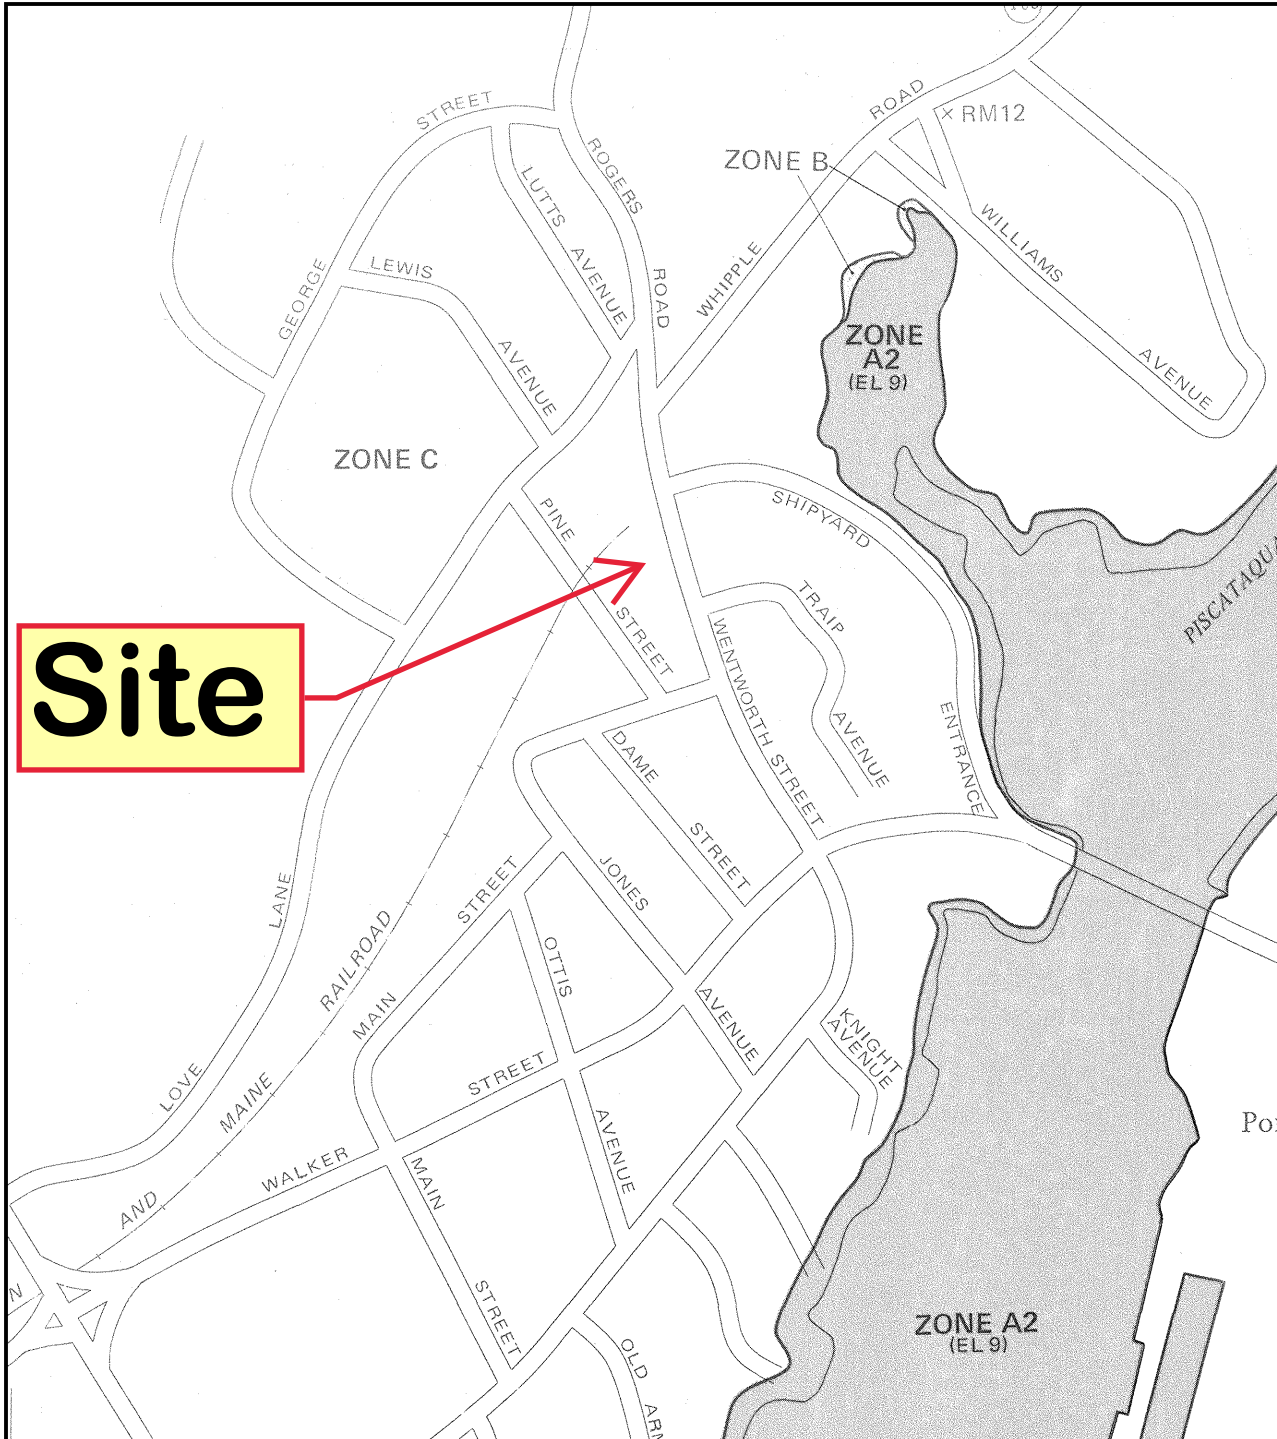 STREET
ROAD
× RM12
ZONE B
ROGERS
LUTTS
AVENUE
WILLIAMS
LEWIS
GEORGE
ROAD
WHIPPLE
ZONE
A2
(EL 9)
AVENUE
AVENUE
ZONE C
PINE
SHIPYARD
PISCATAQUA
STREET
TRAIP
Site
WENTWORTH STREET
AVENUE
ENTRANCE
DAME
STREET
JONES
STREET
LANE
RAILROAD
MAIN
OTTIS
AVENUE
KNIGHT
AVENUE
LOVE
MAINE
STREET
AVENUE
WALKER
MAIN
AND
STREET
ZONE A2
(EL 9)
OLD